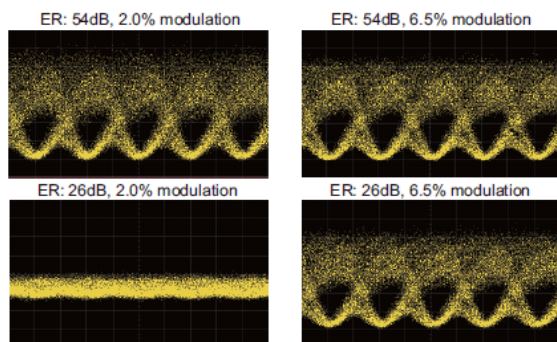 ER: 54dB, 2.0% modulation
ER: 54dB, 6.5% modulation
ER: 26dB, 2.0% modulation
ER: 26dB, 6.5% modulation